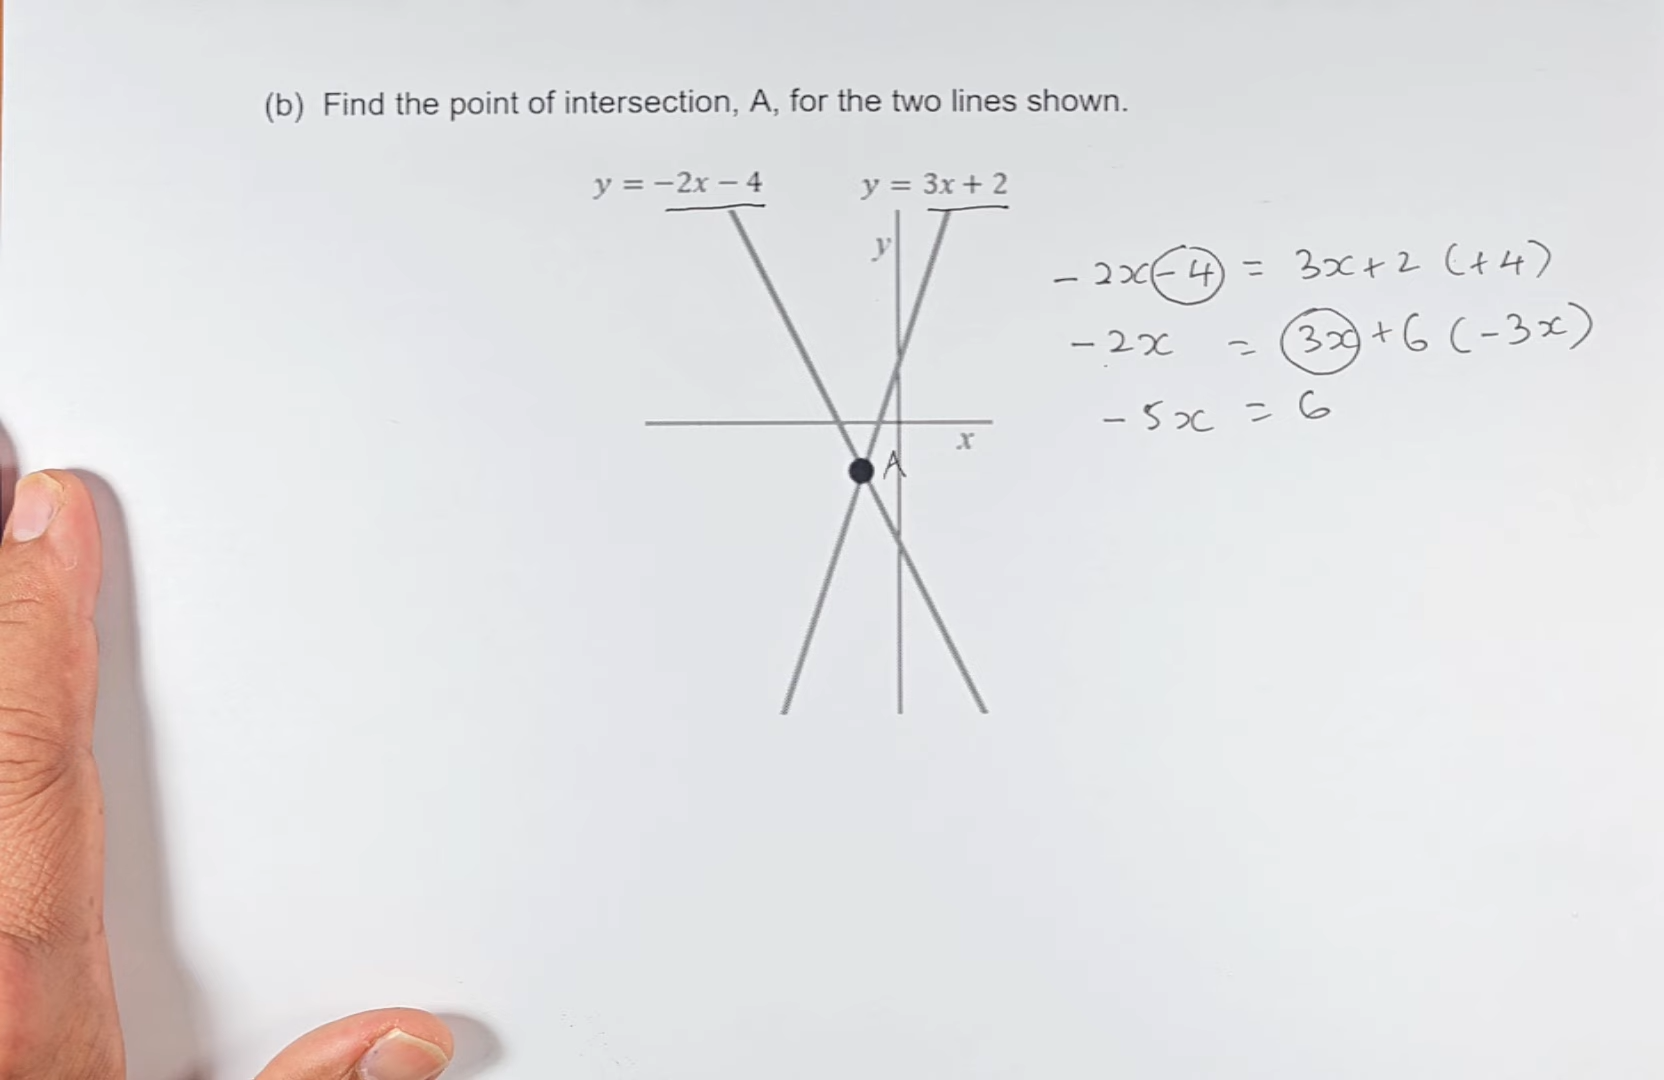 (b) Find the point of intersection, A, for the two lines shown.
y = −2x − 4
y = 3x + 2
y
x
A
- 2x - 4 = 3x + 2 (+4)
- 2x = 3x + 6 (-3x)
- 5x = 6